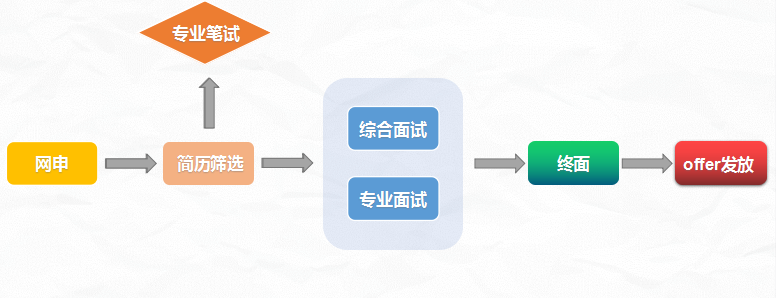 专业笔试
网申
简历筛选
综合面试
专业面试
终面
offer发放